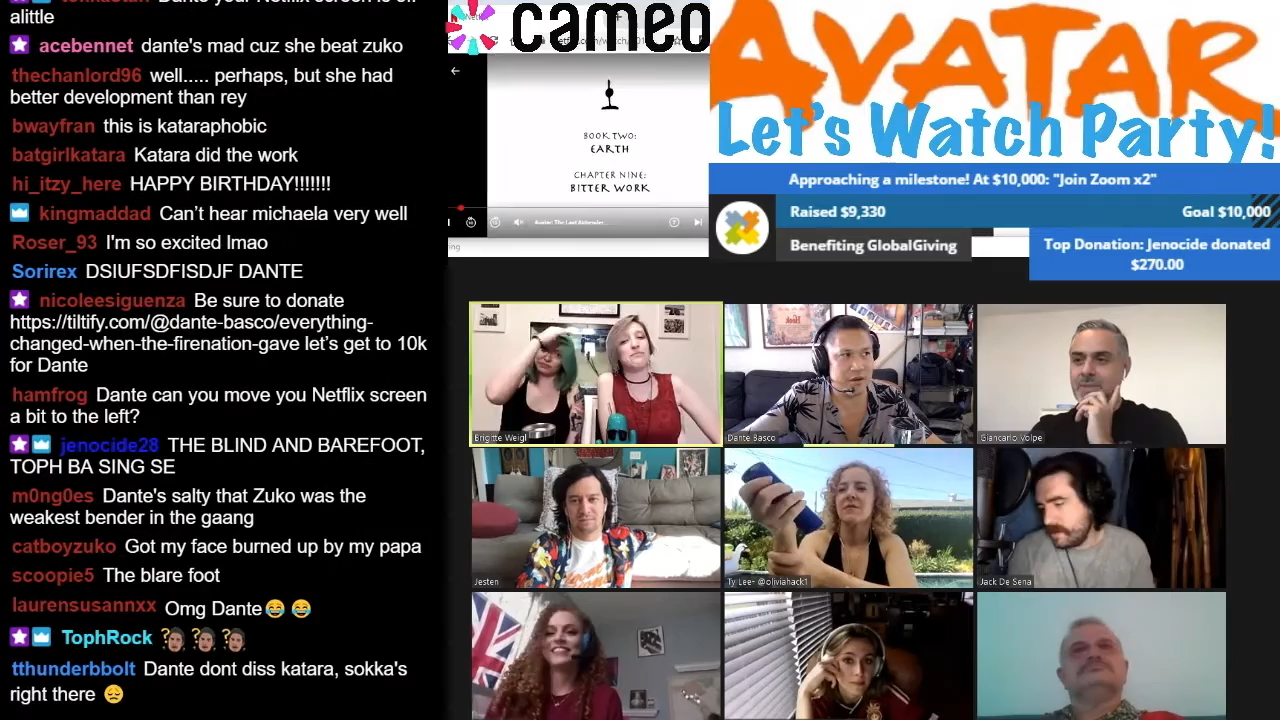 alittle
acebennet dante's mad cuz she beat zuko
thechanlord96 well..... perhaps, but she had
better development than rey
bwayfran this is kataraphobic
batgirlkatara Katara did the work
hi_itzy_here HAPPY BIRTHDAY!!!!!!!
kingmaddad Can't hear michaela very well
Roser_93 I'm so excited lmao
Sorirex DSIUFSDFISDJF DANTE
nicoleesiguenza Be sure to donate
https://tiltify.com/@dante-basco/everything-
changed-when-the-firenation-gave let's get to 10k
for Dante
hamfrog Dante can you move you Netflix screen
a bit to the left?
jenocide28 THE BLIND AND BAREFOOT,
TOPH BA SING SE
m0ng0es Dante's salty that Zuko was the
weakest bender in the gaang
catboyzuko Got my face burned up by my papa
scoopie5 The blare foot
laurensusannxx Omg Dante😂 😂
TophRock
tthunderbbolt Dante dont diss katara, sokka's
right there 😔
cameo
BOOK TWO:
EARTH
CHAPTER NINE:
BITTER WORK
Avatar: The Last Airbender
AVATAR
Let's Watch Party!
Approaching a milestone! At $10,000: "Join Zoom x2"
Raised $9,330
Goal $10,000
Benefiting GlobalGiving
Top Donation: Jenocide donated
$270.00
Brigitte Weigl
Dante Basco
Giancarlo Volpe
Jesten
Ty Lee- @oliviahack1
Jack De Sena